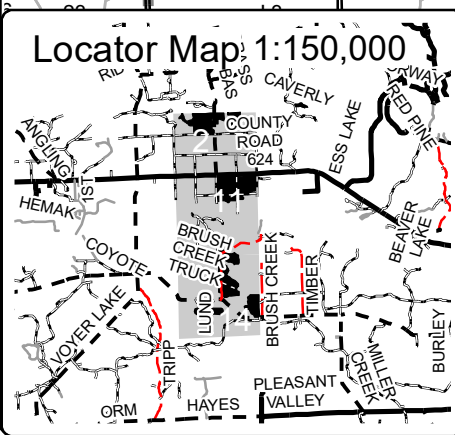 Locator Map 1:150,000
CAVERLY
RED PINE
COUNTY
ROAD
624
ESS LAKE
ANGLING
1ST
HEMAK
2
BEAVER
LAKE
BRUSH
CREEK
TRUCK
COYOTE
BRUSH CREEK
TIMBER
LUND
4
VOYER LAKE
TRIPP
MILLER
CREEK
BURLEY
PLEASANT
VALLEY
HAYES
ORM